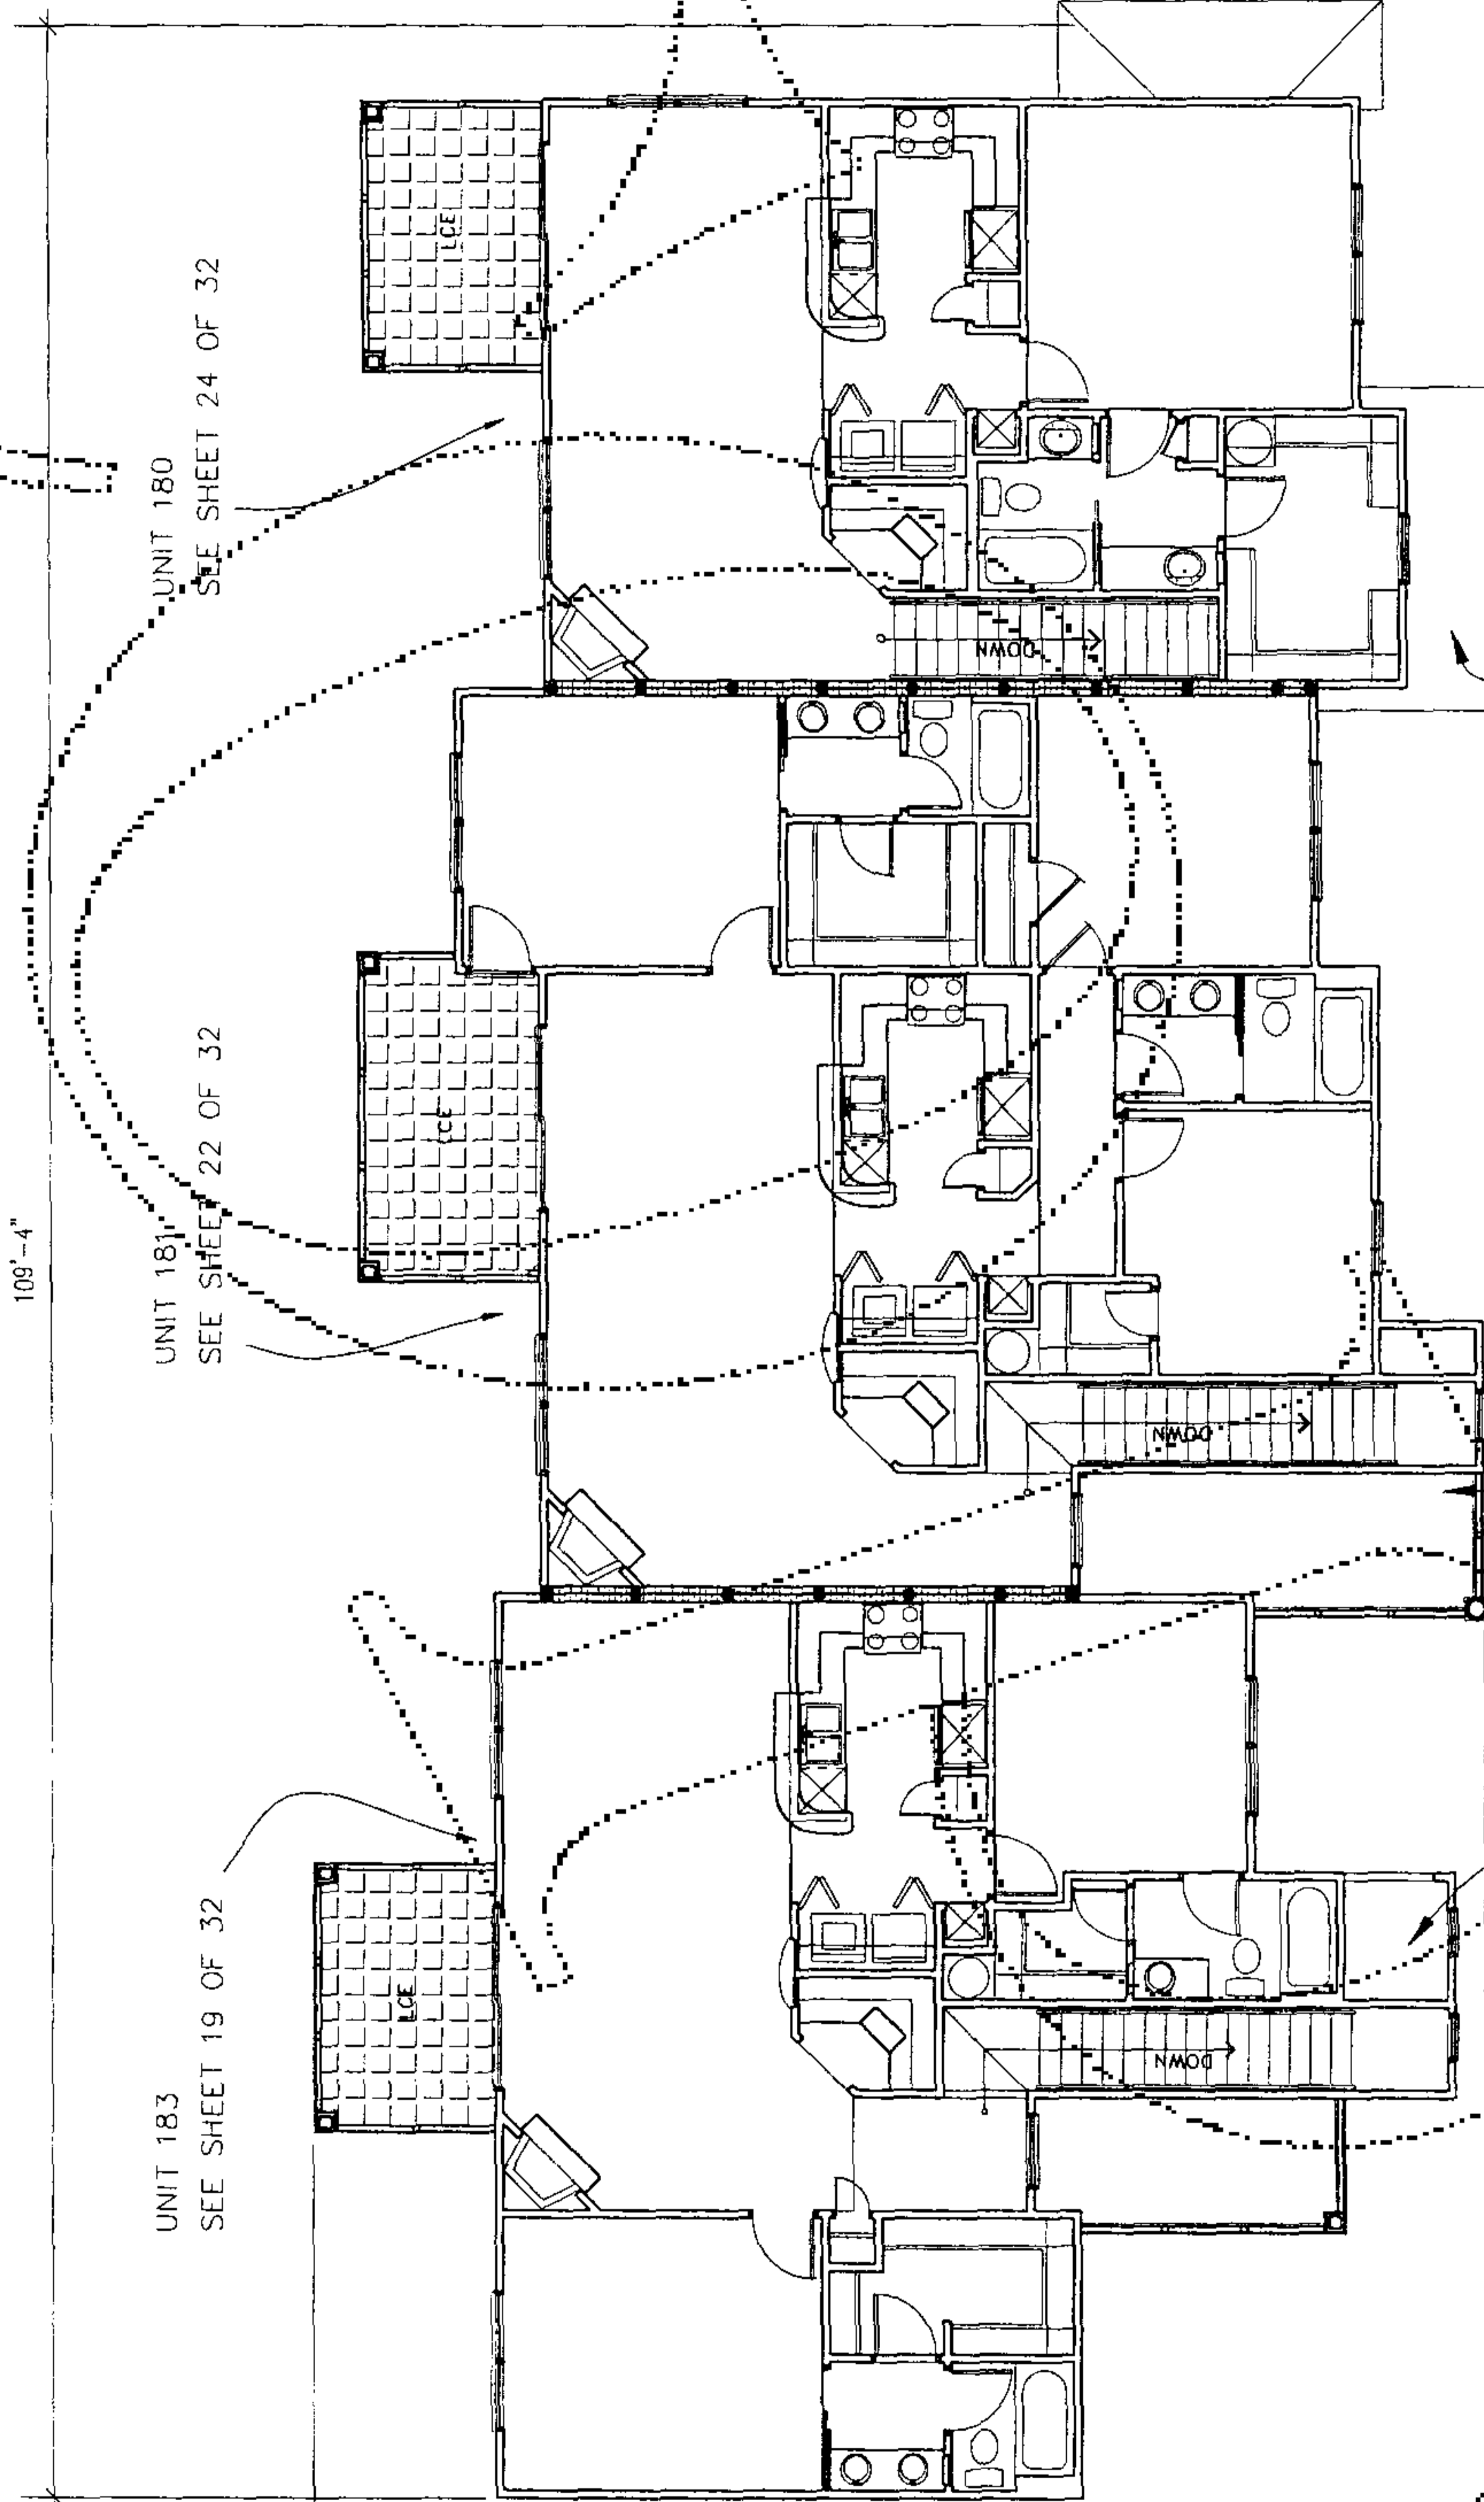 109'-4"
UNIT 183
SEE SHEET 19 OF 32
UNIT 181
SEE SHEET 22 OF 32
UNIT 180
SEE SHEET 24 OF 32
LCE
LCE
LCE
DOWN
DOWN
DOWN